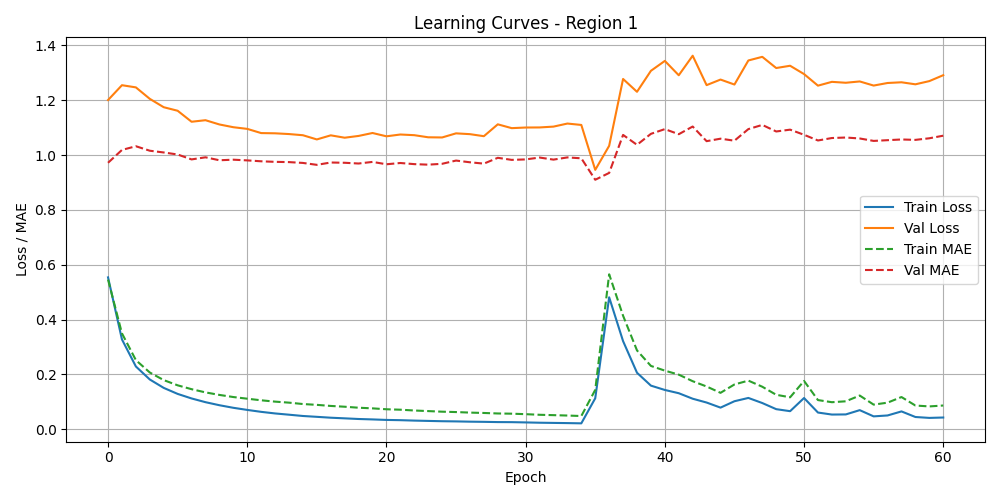 Learning Curves - Region 1
Loss / MAE
1.4
1.2
1.0
0.8
0.6
0.4
0.2
0.0
Train Loss
Val Loss
Train MAE
Val MAE
0 10 20 30 40 50 60
Epoch